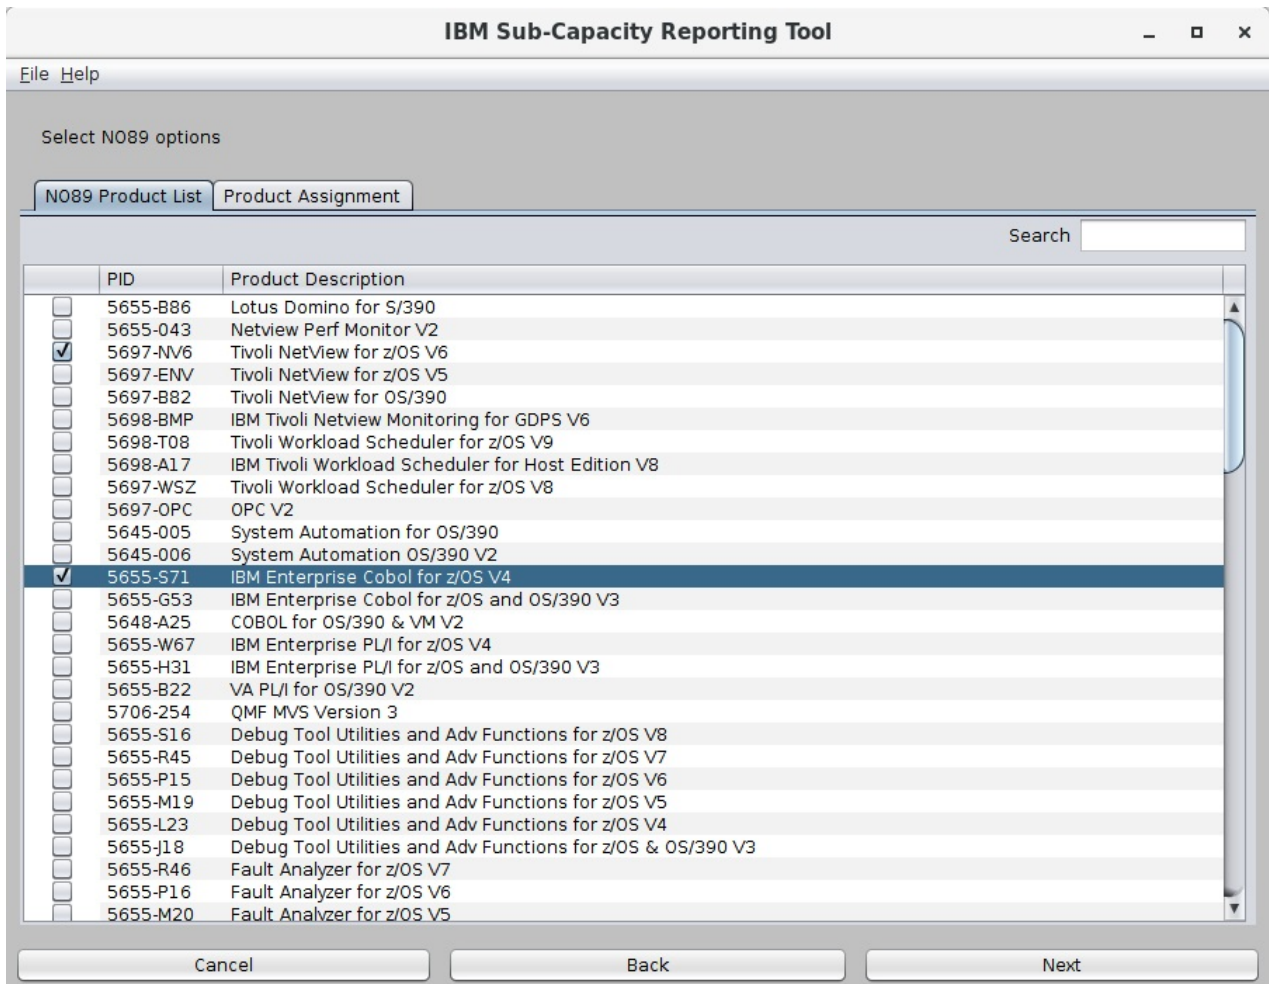 IBM Sub-Capacity Reporting Tool
File Help
Select NO89 options
NO89 Product List Product Assignment
Search
PID Product Description
5655-B86 Lotus Domino for S/390
5655-043 Netview Perf Monitor V2
5697-NV6 Tivoli NetView for z/OS V6
5697-ENV Tivoli NetView for z/OS V5
5697-B82 Tivoli NetView for OS/390
5698-BMP IBM Tivoli Netview Monitoring for GDPS V6
5698-T08 Tivoli Workload Scheduler for z/OS V9
5698-A17 IBM Tivoli Workload Scheduler for Host Edition V8
5697-WSZ Tivoli Workload Scheduler for z/OS V8
5697-OPC OPC V2
5645-005 System Automation for OS/390
5645-006 System Automation OS/390 V2
5655-S71 IBM Enterprise Cobol for z/OS V4
5655-G53 IBM Enterprise Cobol for z/OS and OS/390 V3
5648-A25 COBOL for OS/390 & VM V2
5655-W67 IBM Enterprise PL/I for z/OS V4
5655-H31 IBM Enterprise PL/I for z/OS and OS/390 V3
5655-B22 VA PL/I for OS/390 V2
5706-254 QMF MVS Version 3
5655-S16 Debug Tool Utilities and Adv Functions for z/OS V8
5655-R45 Debug Tool Utilities and Adv Functions for z/OS V7
5655-P15 Debug Tool Utilities and Adv Functions for z/OS V6
5655-M19 Debug Tool Utilities and Adv Functions for z/OS V5
5655-L23 Debug Tool Utilities and Adv Functions for z/OS V4
5655-J18 Debug Tool Utilities and Adv Functions for z/OS & OS/390 V3
5655-R46 Fault Analyzer for z/OS V7
5655-P16 Fault Analyzer for z/OS V6
5655-M20 Fault Analyzer for z/OS V5
Cancel Back Next